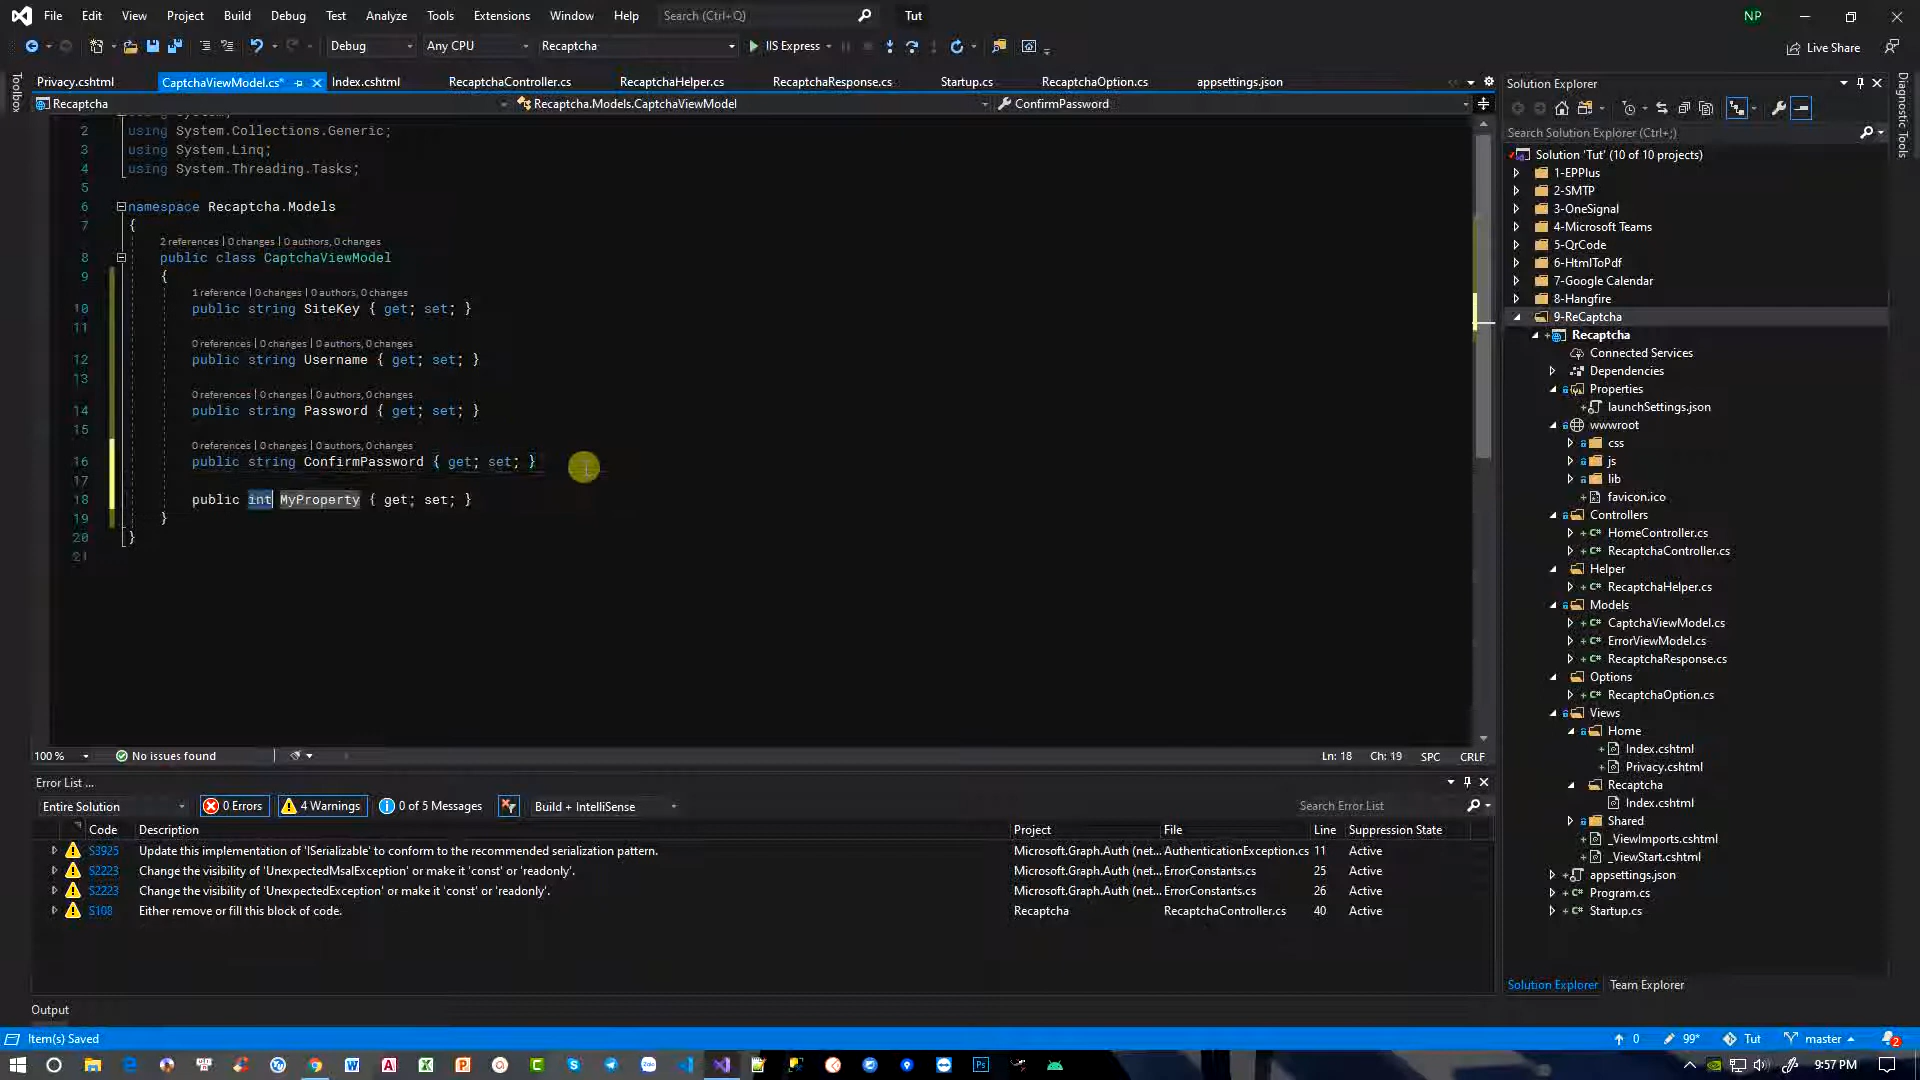 File Edit View Project Build Debug Test Analyze Tools Extensions Window Help Search (Ctrl+Q) Tut NP
Debug Any CPU Recaptcha IIS Express Live Share
Privacy.cshtml CaptchaViewModel.cs* Index.cshtml RecaptchaController.cs RecaptchaHelper.cs RecaptchaResponse.cs Startup.cs RecaptchaOption.cs appsettings.json
Recaptcha Recaptcha.Models.CaptchaViewModel ConfirmPassword
Toolbox
2 using System.Collections.Generic;
3 using System.Linq;
4 using System.Threading.Tasks;
5
6 namespace Recaptcha.Models
7 {
2 references | 0 changes | 0 authors, 0 changes
8 public class CaptchaViewModel
9 {
1 reference | 0 changes | 0 authors, 0 changes
10 public string SiteKey { get; set; }
11
0 references | 0 changes | 0 authors, 0 changes
12 public string Username { get; set; }
13
0 references | 0 changes | 0 authors, 0 changes
14 public string Password { get; set; }
15
0 references | 0 changes | 0 authors, 0 changes
16 public string ConfirmPassword { get; set; }
17
18 public int MyProperty { get; set; }
19 }
20 }
21
100 % No issues found Ln: 18 Ch: 19 SPC CRLF
Error List ...
Entire Solution 0 Errors 4 Warnings 0 of 5 Messages Build + IntelliSense Search Error List
Code Description Project File Line Suppression State
S3925 Update this implementation of 'ISerializable' to conform to the recommended serialization pattern. Microsoft.Graph.Auth (net... AuthenticationException.cs 11 Active
S2223 Change the visibility of 'UnexpectedMsalException' or make it 'const' or 'readonly'. Microsoft.Graph.Auth (net... ErrorConstants.cs 25 Active
S2223 Change the visibility of 'UnexpectedException' or make it 'const' or 'readonly'. Microsoft.Graph.Auth (net... ErrorConstants.cs 26 Active
S108 Either remove or fill this block of code. Recaptcha RecaptchaController.cs 40 Active
Output
Solution Explorer
Search Solution Explorer (Ctrl+;)
Solution 'Tut' (10 of 10 projects)
1-EPPlus
2-SMTP
3-OneSignal
4-Microsoft Teams
5-QrCode
6-HtmlToPdf
7-Google Calendar
8-Hangfire
9-ReCaptcha
Recaptcha
Connected Services
Dependencies
Properties
launchSettings.json
wwwroot
css
js
lib
favicon.ico
Controllers
HomeController.cs
RecaptchaController.cs
Helper
RecaptchaHelper.cs
Models
CaptchaViewModel.cs
ErrorViewModel.cs
RecaptchaResponse.cs
Options
RecaptchaOption.cs
Views
Home
Index.cshtml
Privacy.cshtml
Recaptcha
Index.cshtml
Shared
_ViewImports.cshtml
_ViewStart.cshtml
appsettings.json
Program.cs
Startup.cs
Solution Explorer Team Explorer
Diagnostic Tools
Item(s) Saved 0 99* Tut master 2
9:57 PM